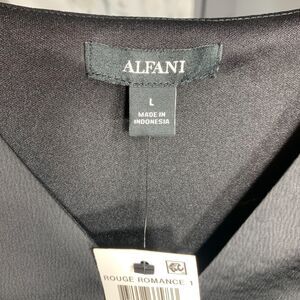 ALFANI
L
MADE IN
INDONESIA
ROUGE ROMANCE 1